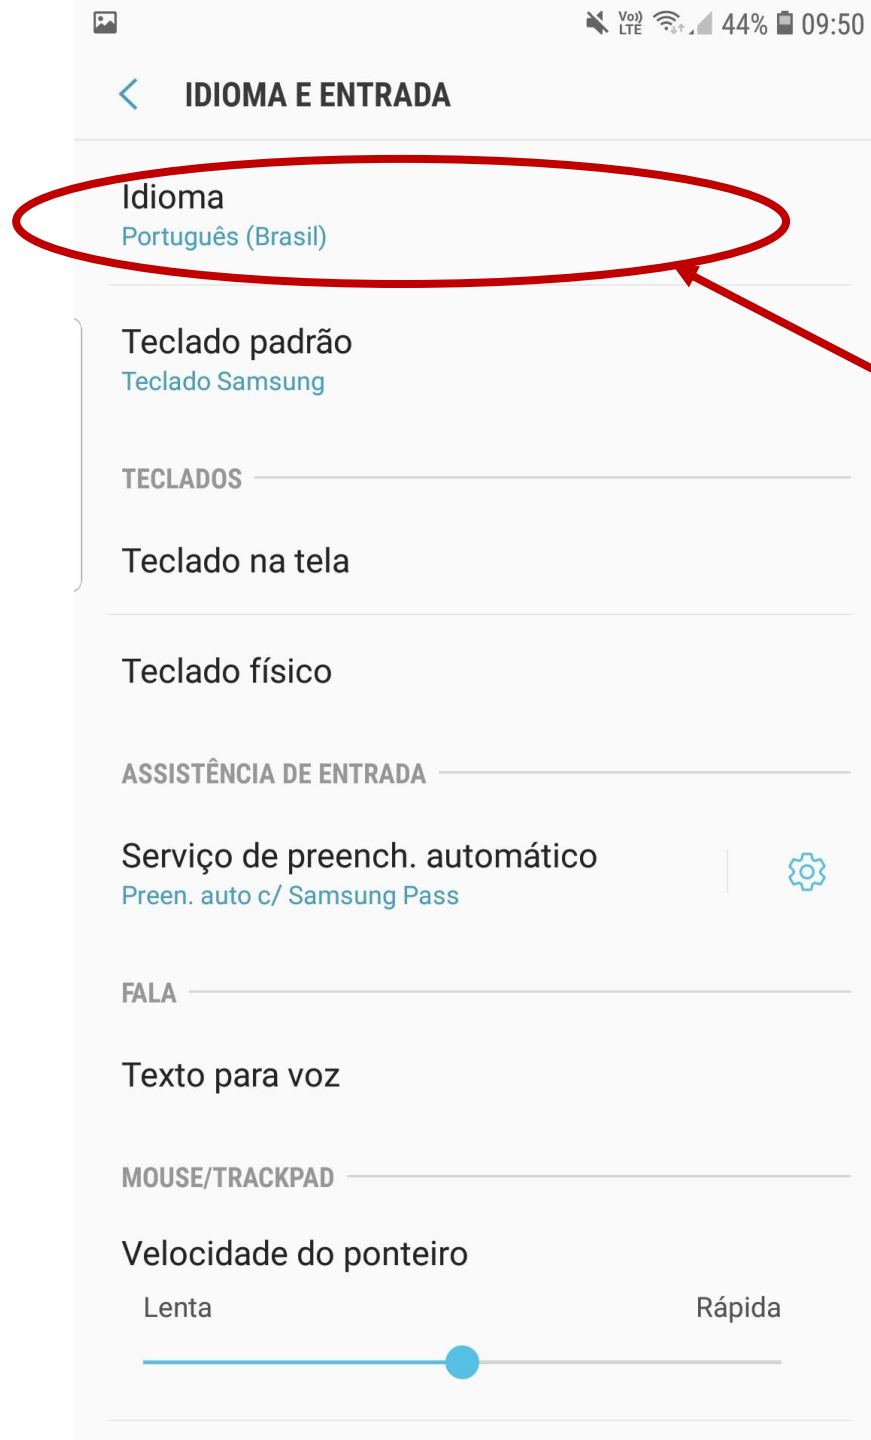 Vo)) LTE 44% 09:50
IDIOMA E ENTRADA
Idioma
Português (Brasil)
Teclado padrão
Teclado Samsung
TECLADOS
Teclado na tela
Teclado físico
ASSISTÊNCIA DE ENTRADA
Serviço de preench. automático
Preen. auto c/ Samsung Pass
FALA
Texto para voz
MOUSE/TRACKPAD
Velocidade do ponteiro
Lenta Rápida